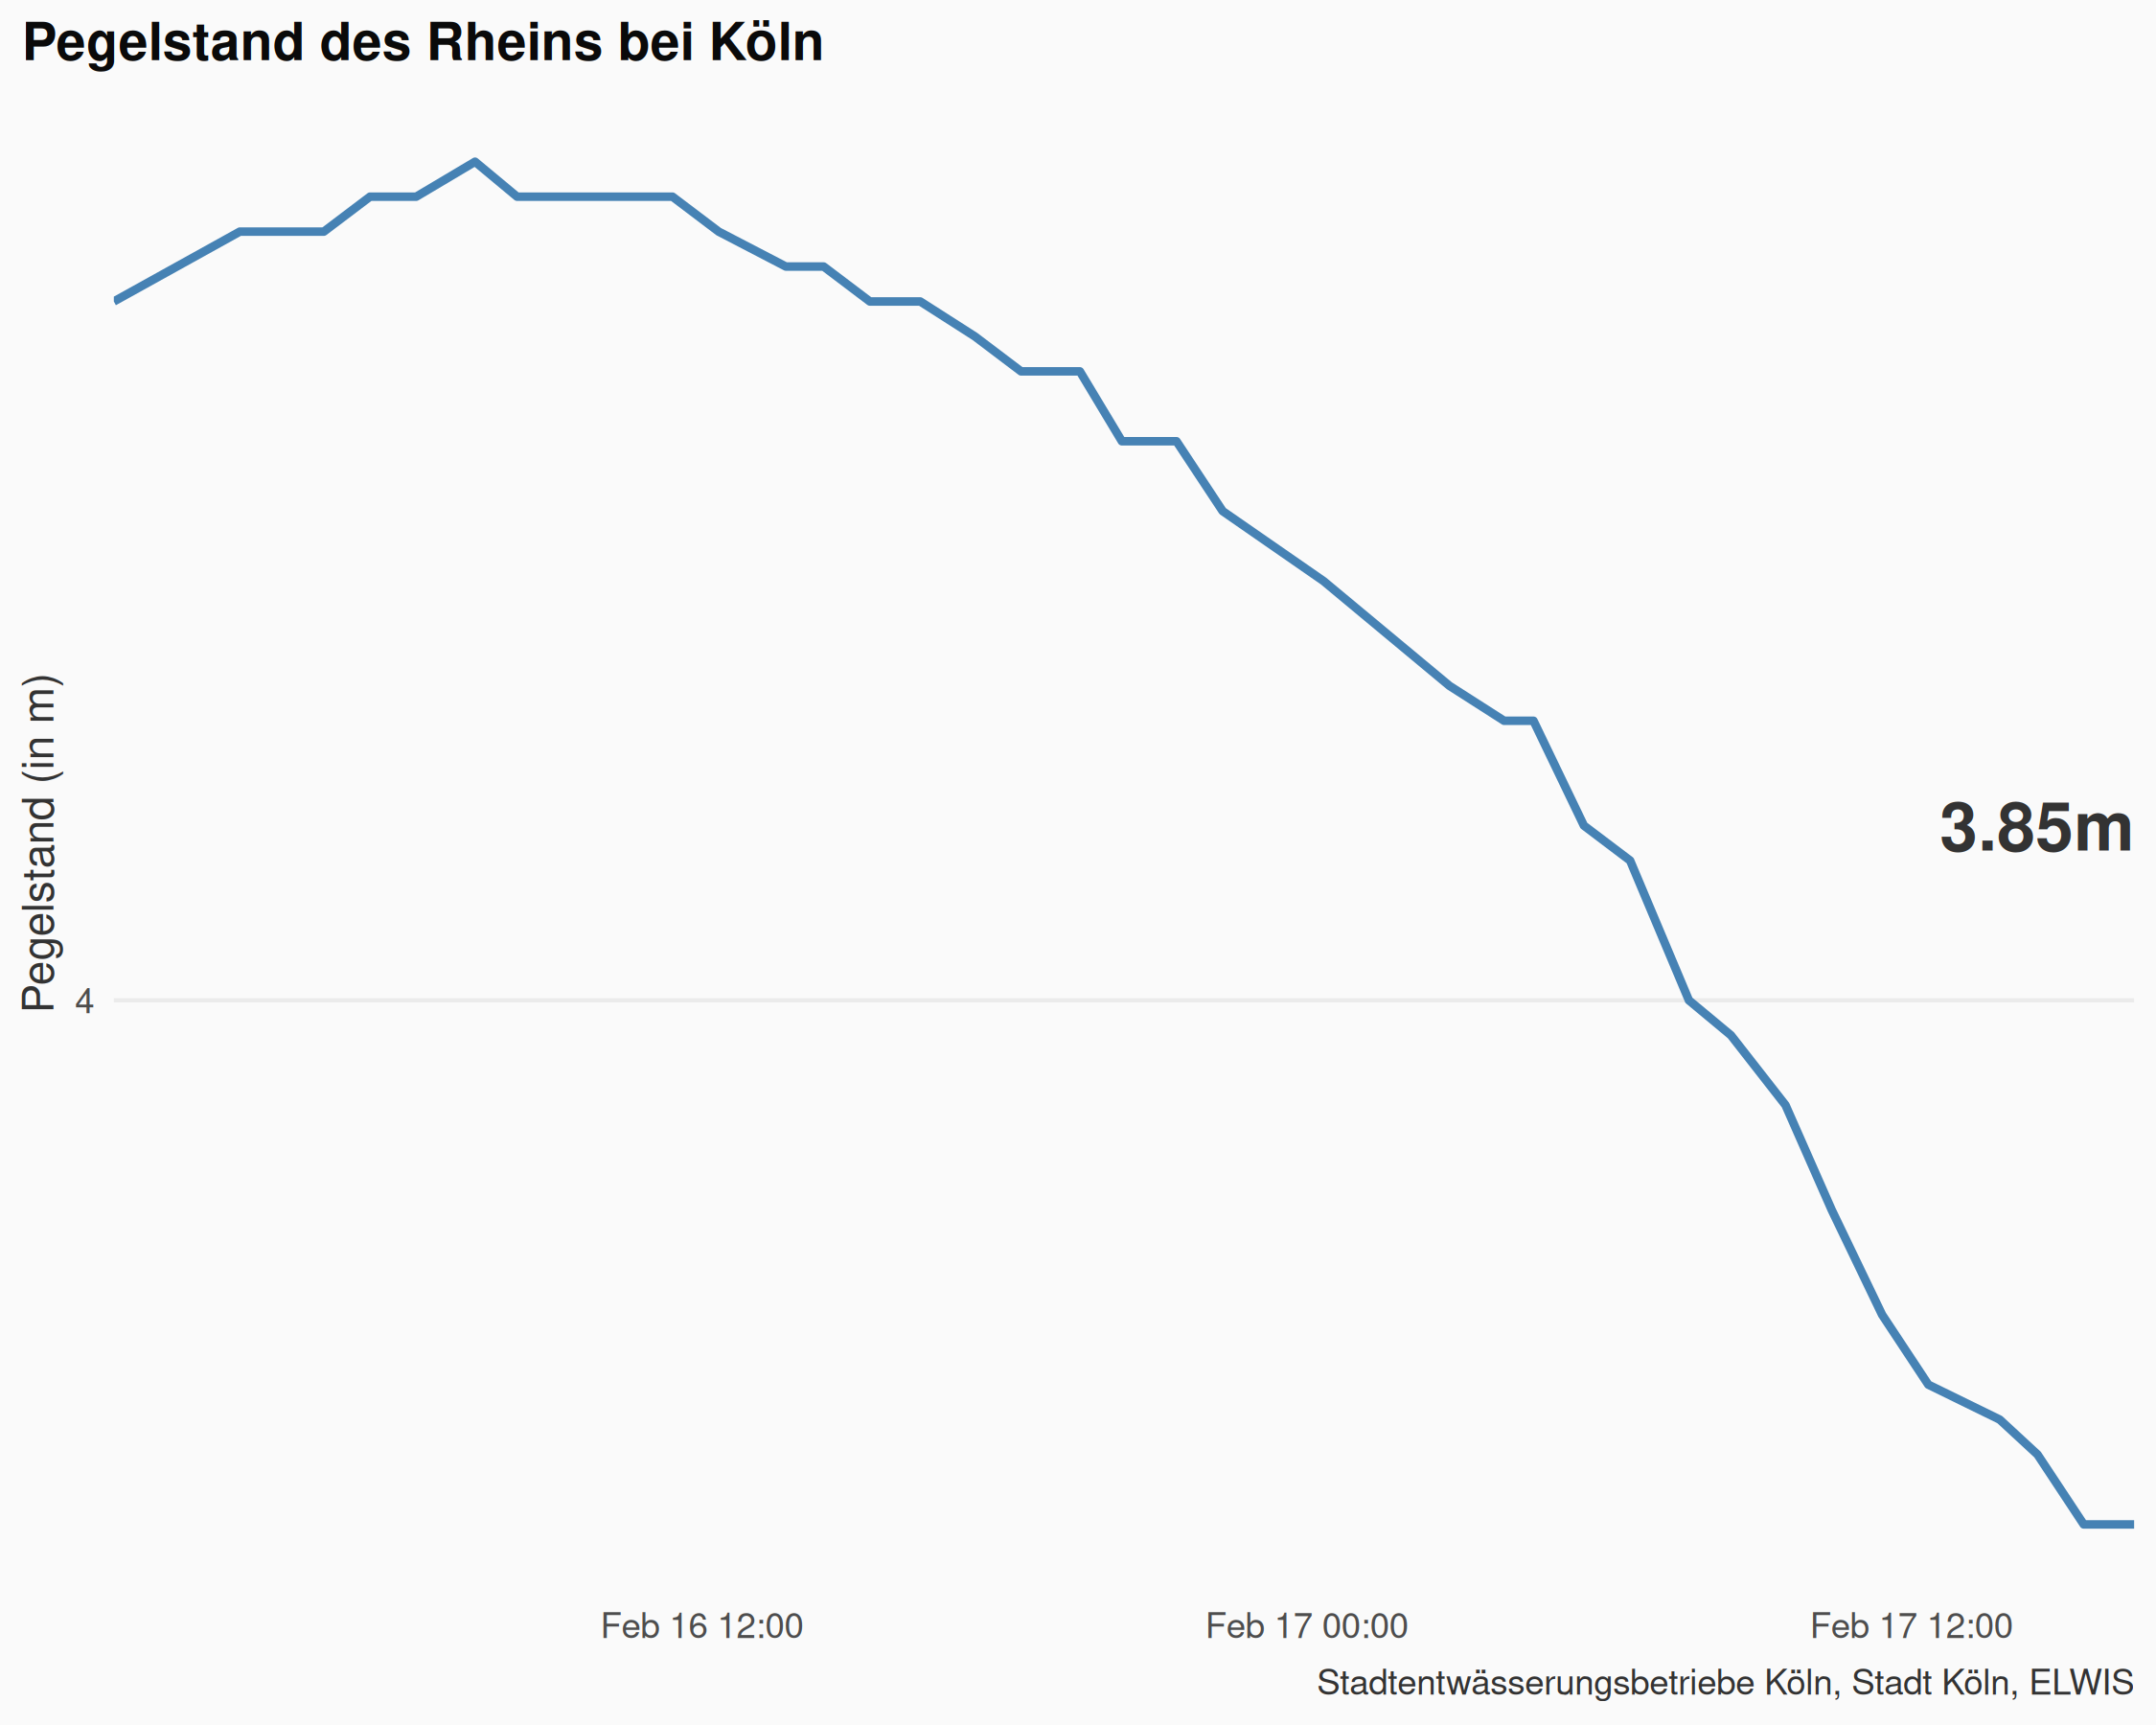 Pegelstand des Rheins bei Köln
Pegelstand (in m)
3.85m
4
Feb 16 12:00 Feb 17 00:00 Feb 17 12:00
Stadtentwässerungsbetriebe Köln, Stadt Köln, ELWIS